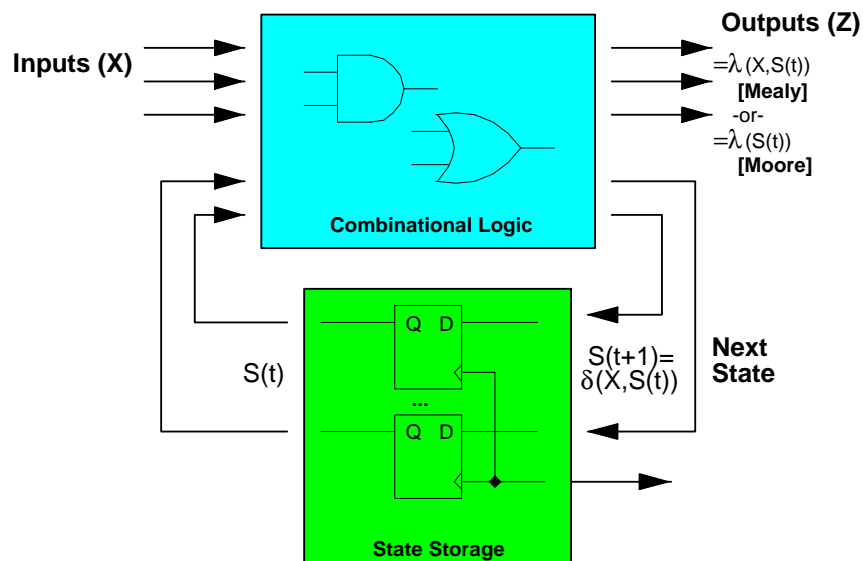 Outputs (Z)
Inputs (X)
=λ(X,S(t))
[Mealy]
-or-
=λ(S(t))
[Moore]
Combinational Logic
Q D
S(t)
S(t+1)=
δ(X,S(t))
Next
State
...
Q D
State Storage